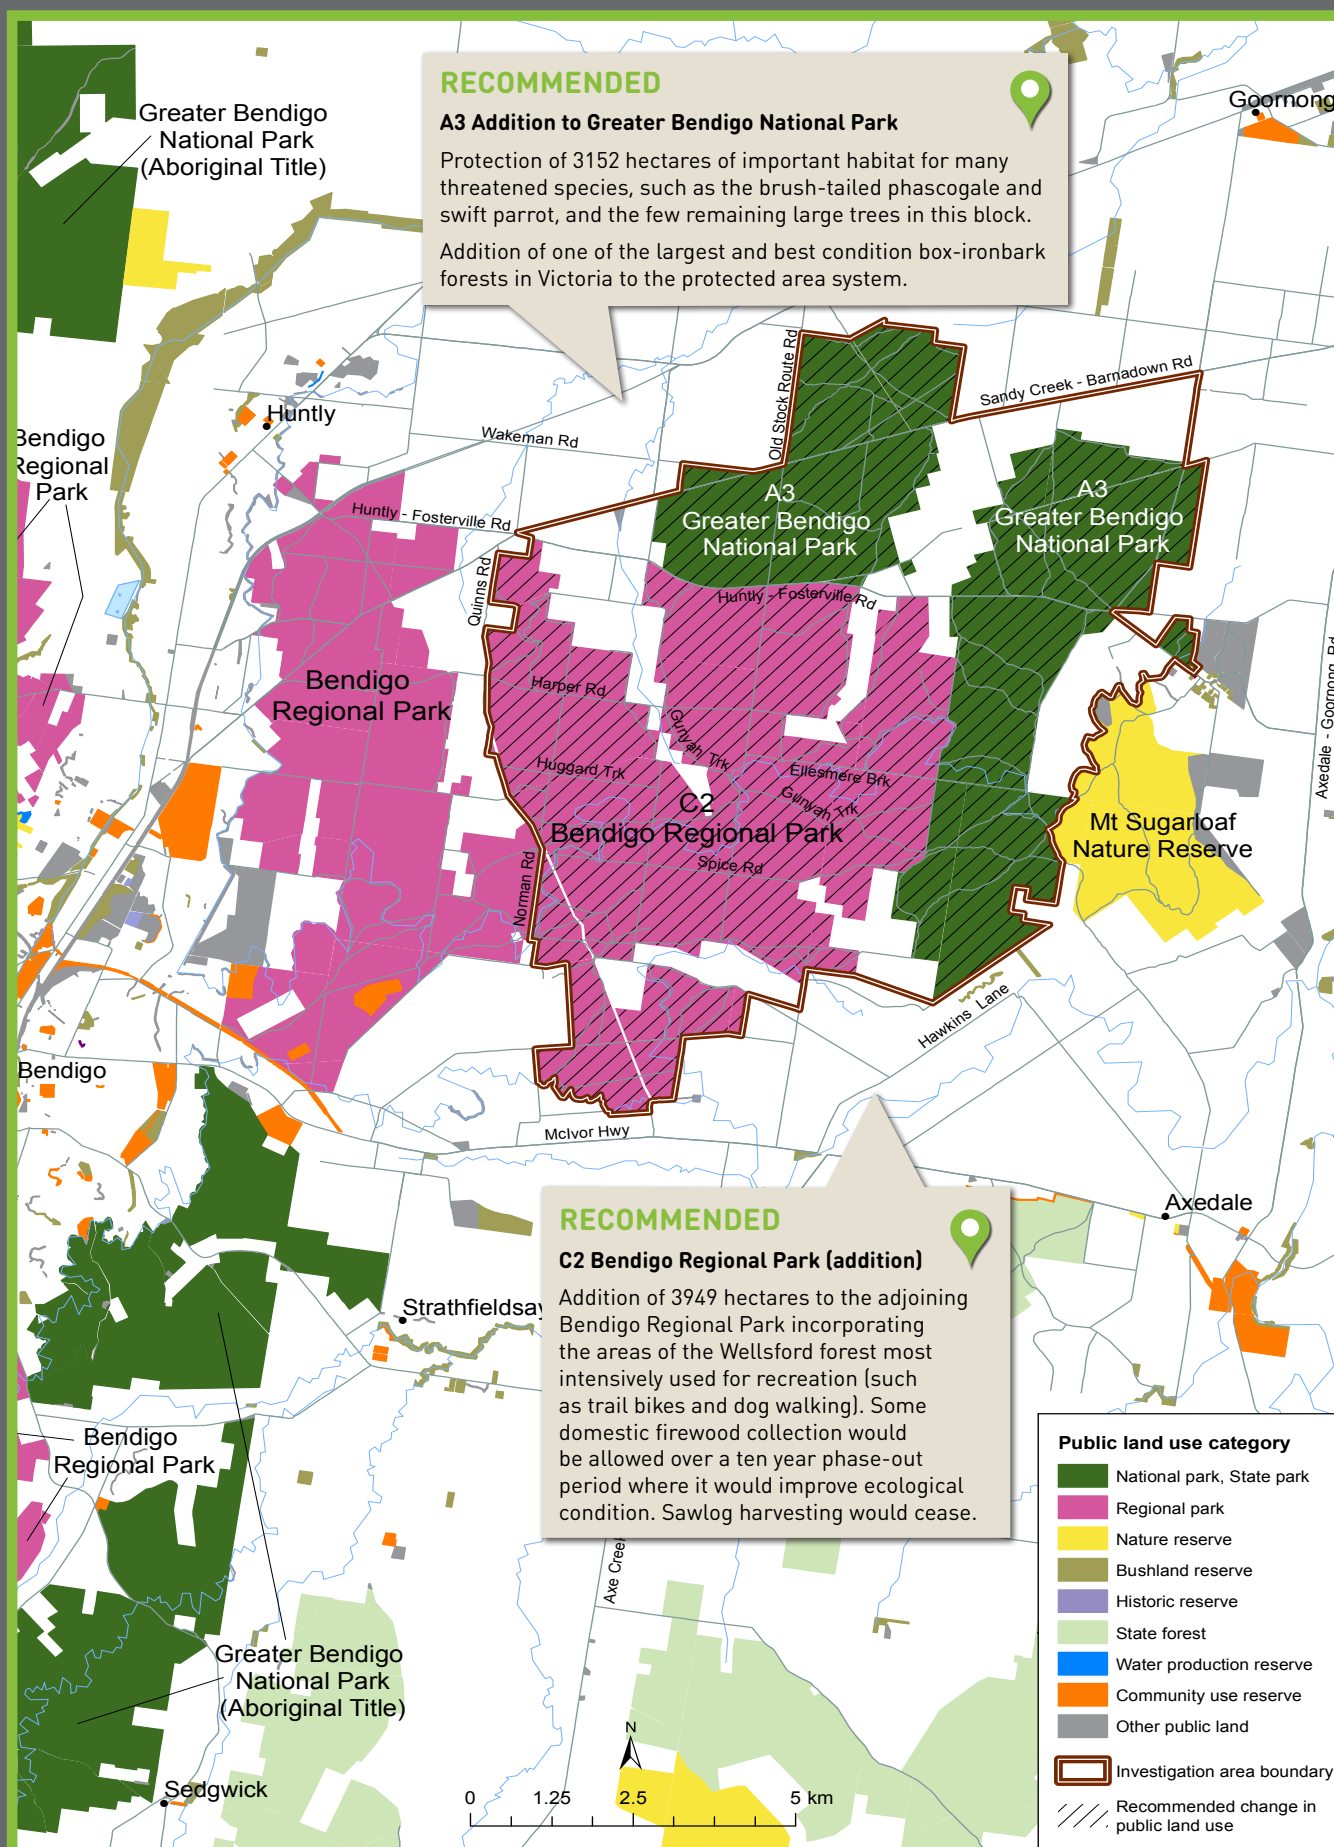 RECOMMENDED
A3 Addition to Greater Bendigo National Park
Protection of 3152 hectares of important habitat for many
threatened species, such as the brush-tailed phascogale and
swift parrot, and the few remaining large trees in this block.
Addition of one of the largest and best condition box-ironbark
forests in Victoria to the protected area system.
Greater Bendigo
National Park
(Aboriginal Title)
Goornong
Huntly
Bendigo
Regional
Park
Wakeman Rd
Old Stock Route Rd
Sandy Creek - Barnadown Rd
Huntly - Fosterville Rd
Quinns Rd
A3
Greater Bendigo
National Park
A3
Greater Bendigo
National Park
Huntly - Fosterville Rd
Bendigo
Regional Park
Harper Rd
Gunyah Trk
Huggard Trk
Ellesmere Brk
Gunyah Trk
C2
Bendigo Regional Park
Spice Rd
Norman Rd
Mt Sugarloaf
Nature Reserve
Axedale - Goornong Rd
Hawkins Lane
Bendigo
McIvor Hwy
Axedale
RECOMMENDED
C2 Bendigo Regional Park (addition)
Addition of 3949 hectares to the adjoining
Bendigo Regional Park incorporating
the areas of the Wellsford forest most
intensively used for recreation (such
as trail bikes and dog walking). Some
domestic firewood collection would
be allowed over a ten year phase-out
period where it would improve ecological
condition. Sawlog harvesting would cease.
Strathfieldsay
Bendigo
Regional Park
Axe Creek
Greater Bendigo
National Park
(Aboriginal Title)
Sedgwick
N
0 1.25 2.5 5 km
Public land use category
National park, State park
Regional park
Nature reserve
Bushland reserve
Historic reserve
State forest
Water production reserve
Community use reserve
Other public land
Investigation area boundary
Recommended change in
public land use